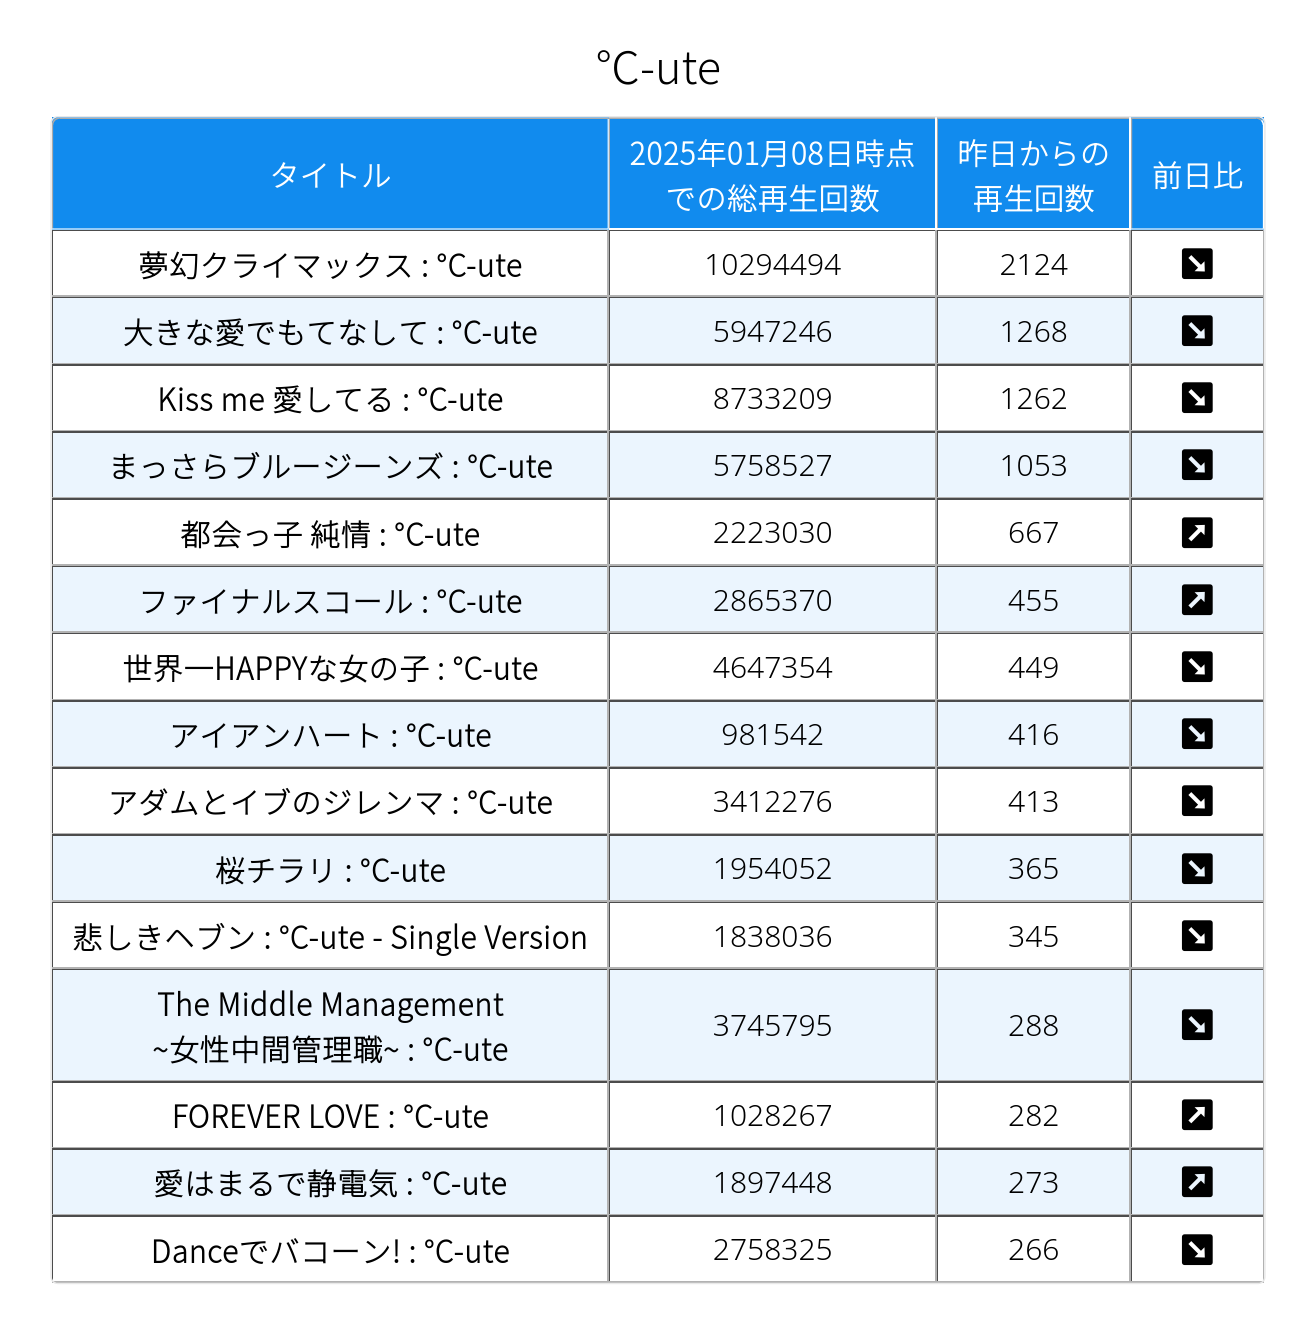 ℃-ute
タイトル
2025年01月08日時点
での総再生回数
昨日からの
再生回数
前日比
夢幻クライマックス : ℃-ute 10294494 2124
大きな愛でもてなして : ℃-ute 5947246 1268
Kiss me 愛してる : ℃-ute 8733209 1262
まっさらブルージーンズ : ℃-ute 5758527 1053
都会っ子 純情 : ℃-ute 2223030 667
ファイナルスコール : ℃-ute 2865370 455
世界一HAPPYな女の子 : ℃-ute 4647354 449
アイアンハート : ℃-ute 981542 416
アダムとイブのジレンマ : ℃-ute 3412276 413
桜チラリ : ℃-ute 1954052 365
悲しきヘブン : ℃-ute - Single Version 1838036 345
The Middle Management
~女性中間管理職~ : ℃-ute 3745795 288
FOREVER LOVE : ℃-ute 1028267 282
愛はまるで静電気 : ℃-ute 1897448 273
Danceでバコーン! : ℃-ute 2758325 266